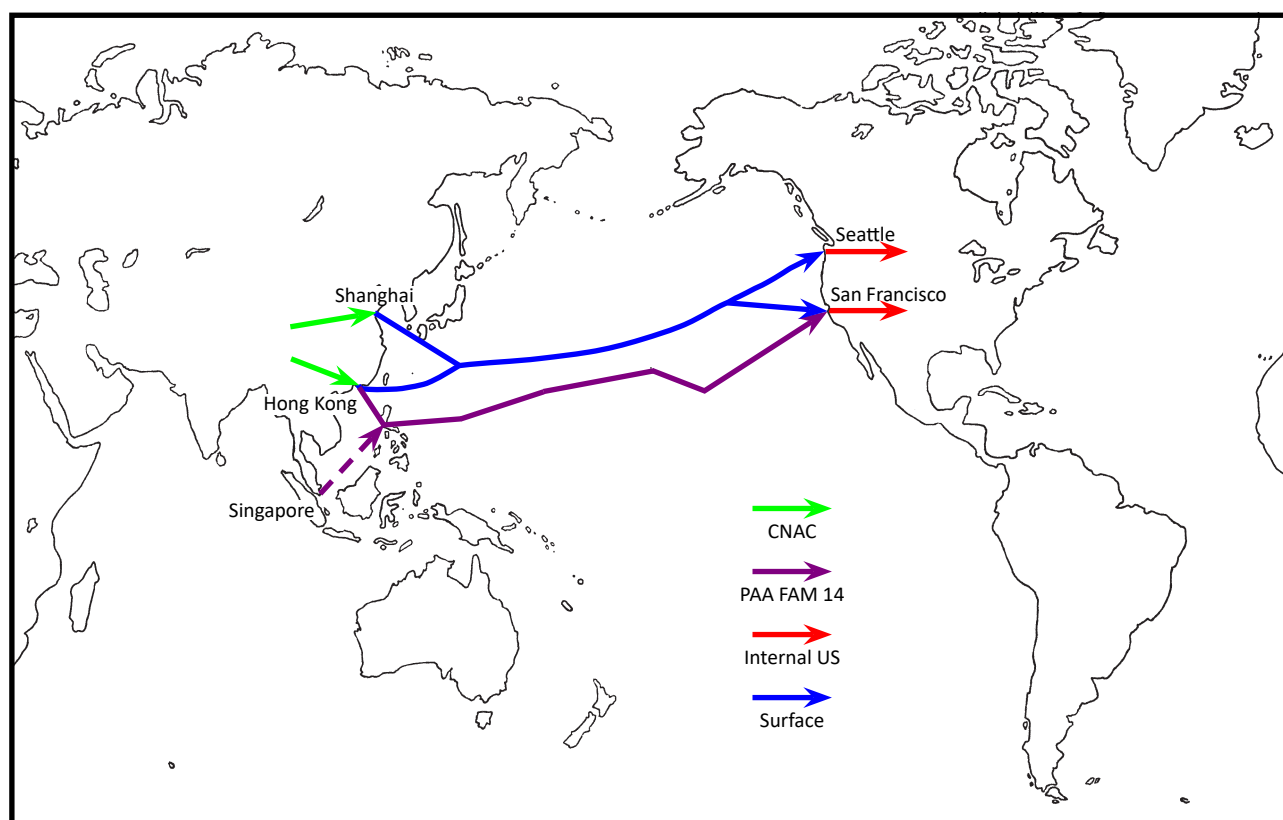 Seattle
Shanghai
San Francisco
Hong Kong
Singapore
CNAC
PAA FAM 14
Internal US
Surface